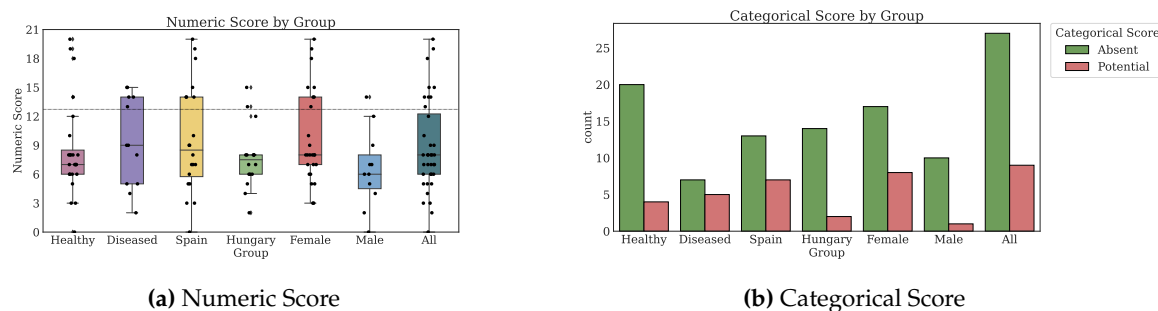 Numeric Score by Group
21
18
15
12
9
6
3
0
Numeric Score
Healthy Diseased Spain Hungary Female Male All
Group
(a) Numeric Score
Categorical Score by Group
25
20
15
10
5
0
count
Healthy Diseased Spain Hungary Female Male All
Group
Categorical Score
Absent
Potential
(b) Categorical Score